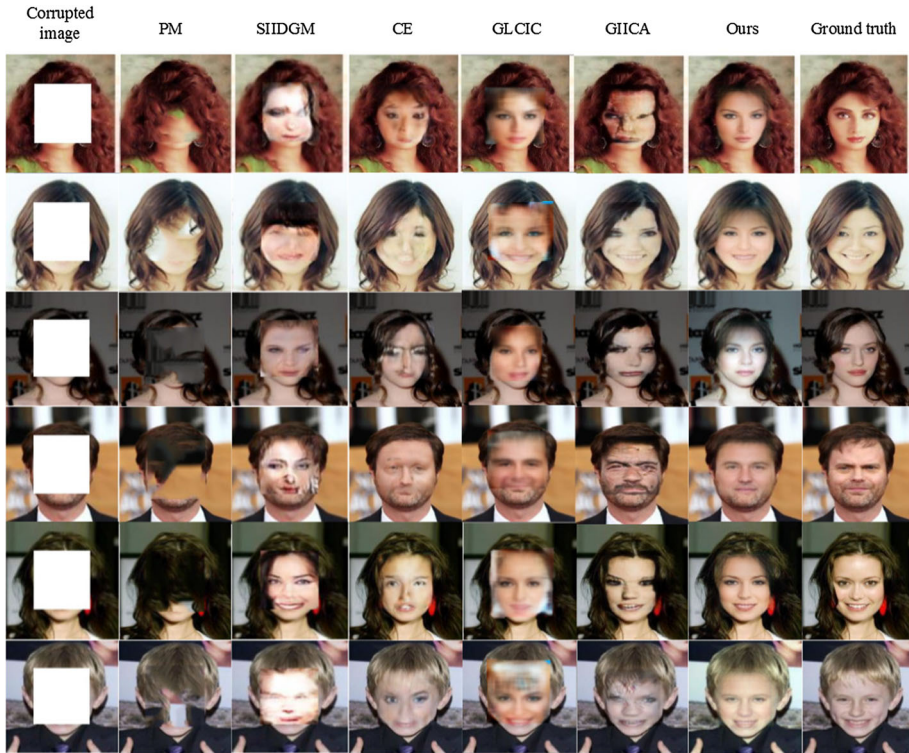 Corrupted
image
PM
SIIDGM
CE
GLCIC
GIICA
Ours
Ground truth